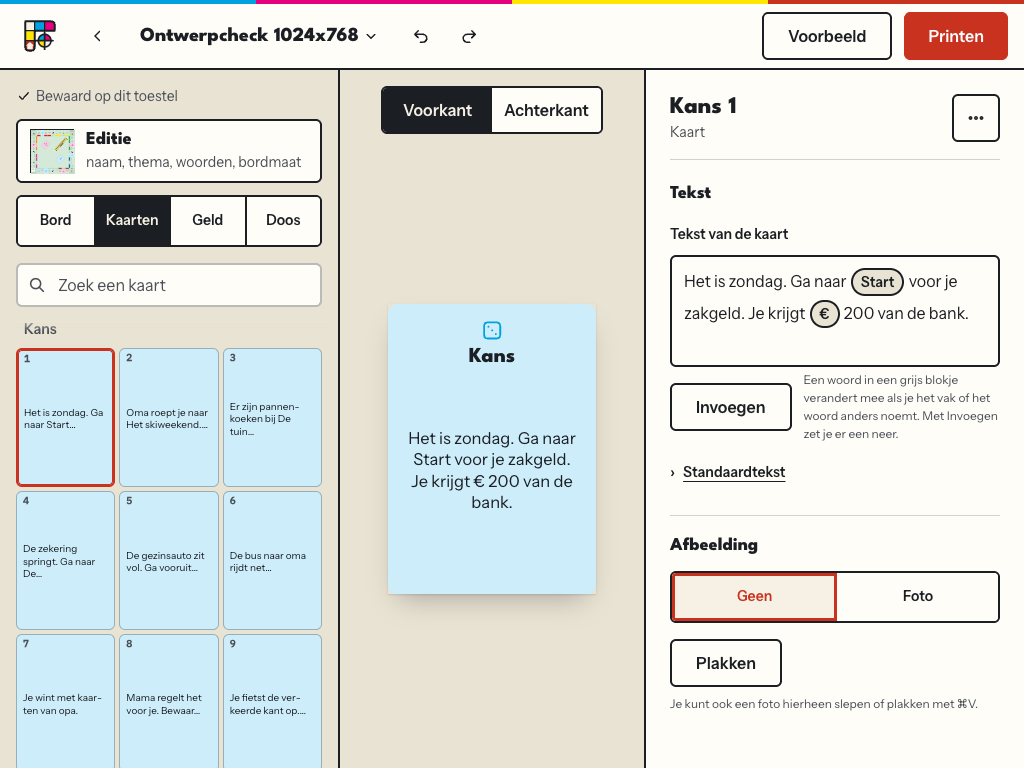 Ontwerpcheck 1024x768
Voorbeeld
Printen
Bewaard op dit toestel
Editie
naam, thema, woorden, bordmaat
Bord
Kaarten
Geld
Doos
Zoek een kaart
Kans
1
Het is zondag. Ga
naar Start...
2
Oma roept je naar
Het skiweekend....
3
Er zijn pannen-
koeken bij De
tuin...
4
De zekering
springt. Ga naar
De...
5
De gezinsauto zit
vol. Ga vooruit...
6
De bus naar oma
rijdt net...
7
Je wint met kaar-
ten van opa.
8
Mama regelt het
voor je. Bewaar...
9
Je fietst de ver-
keerde kant op....
Voorkant
Achterkant
Kans
Het is zondag. Ga naar
Start voor je zakgeld.
Je krijgt € 200 van de
bank.
Kans 1
Kaart
Tekst
Tekst van de kaart
Het is zondag. Ga naar Start voor je
zakgeld. Je krijgt € 200 van de bank.
Invoegen
Een woord in een grijs blokje
verandert mee als je het vak of het
woord anders noemt. Met Invoegen
zet je er een neer.
› Standaardtekst
Afbeelding
Geen
Foto
Plakken
Je kunt ook een foto hierheen slepen of plakken met ⌘V.